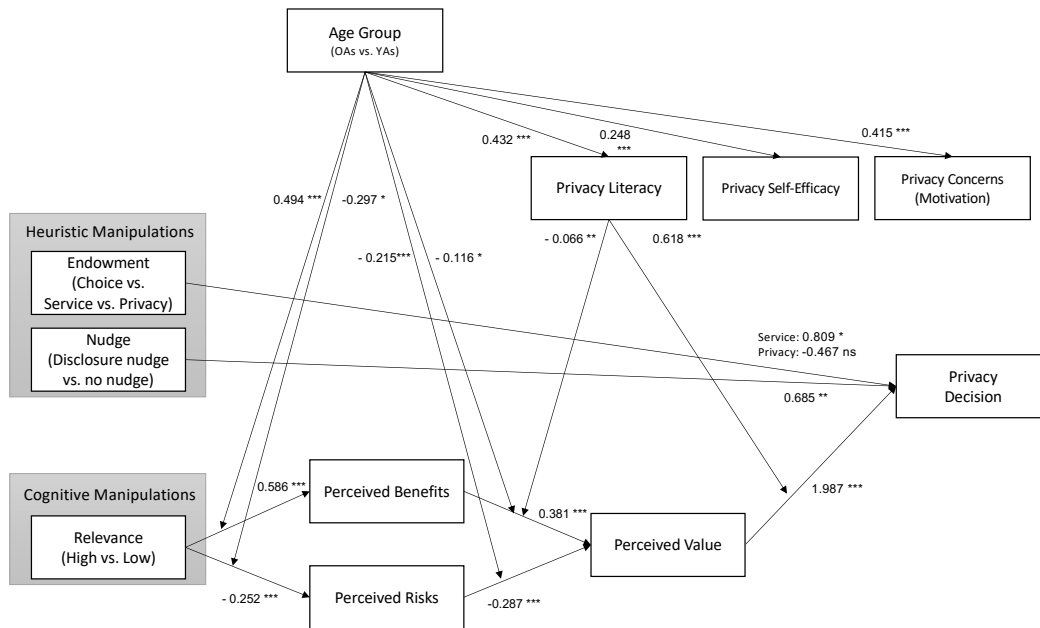 Age Group
(OAs vs. YAs)
0.432 ***
0.248
***
0.415 ***
Privacy Literacy
Privacy Self-Efficacy
Privacy Concerns
(Motivation)
0.494 ***
-0.297 *
- 0.215***
- 0.116 *
- 0.066 **
0.618 ***
Heuristic Manipulations
Endowment
(Choice vs.
Service vs. Privacy)
Nudge
(Disclosure nudge
vs. no nudge)
Service: 0.809 *
Privacy: -0.467 ns
0.685 **
Privacy
Decision
Cognitive Manipulations
Relevance
(High vs. Low)
0.586 ***
Perceived Benefits
0.381 ***
1.987 ***
Perceived Value
- 0.252 ***
Perceived Risks
-0.287 ***